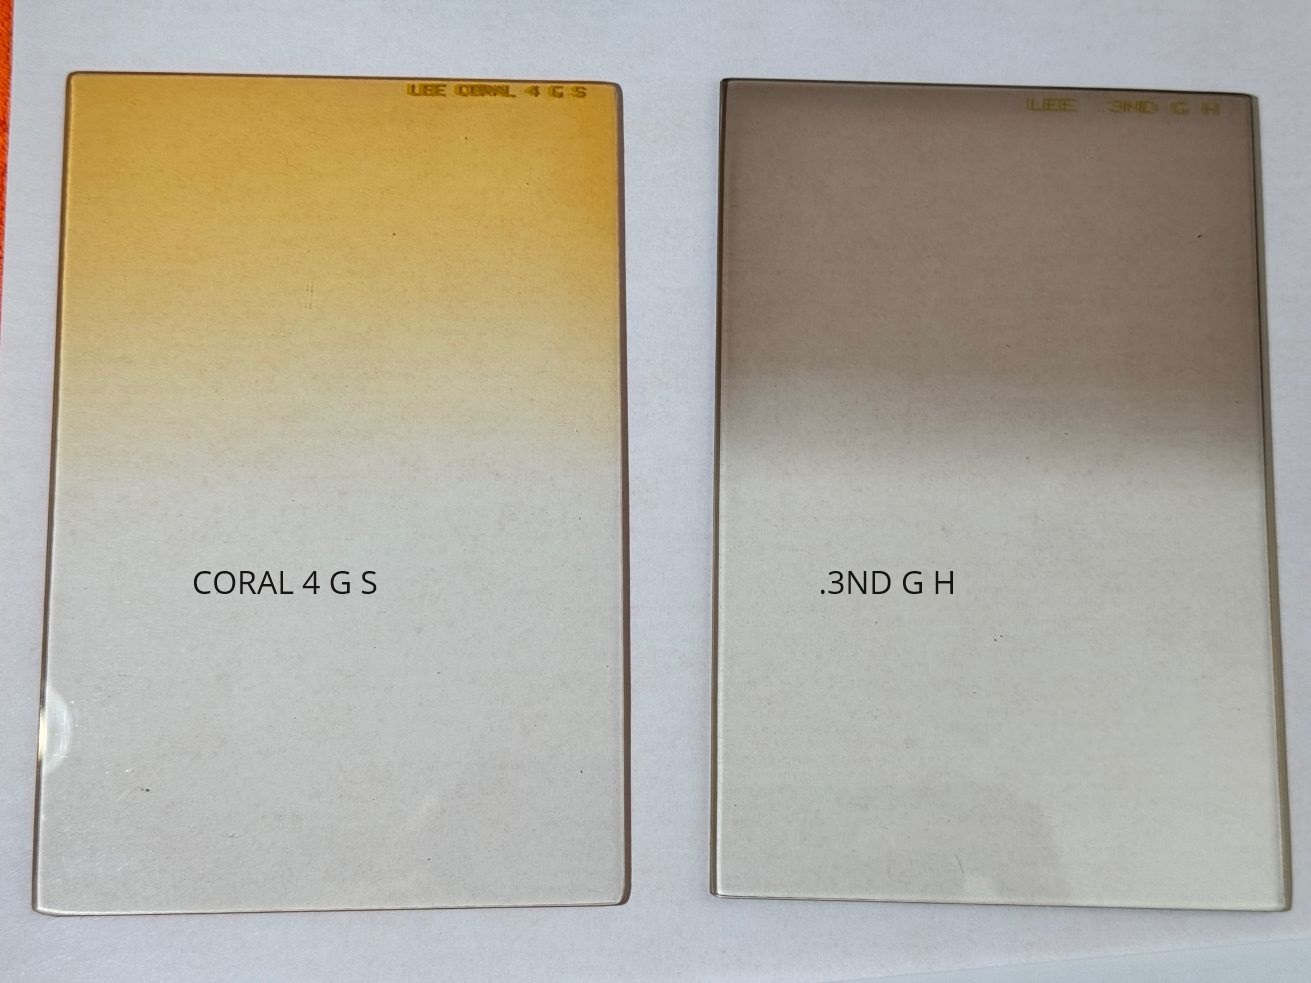 LEE CORAL 4 G S
LEE .3ND G H
CORAL 4 G S
.3ND G H